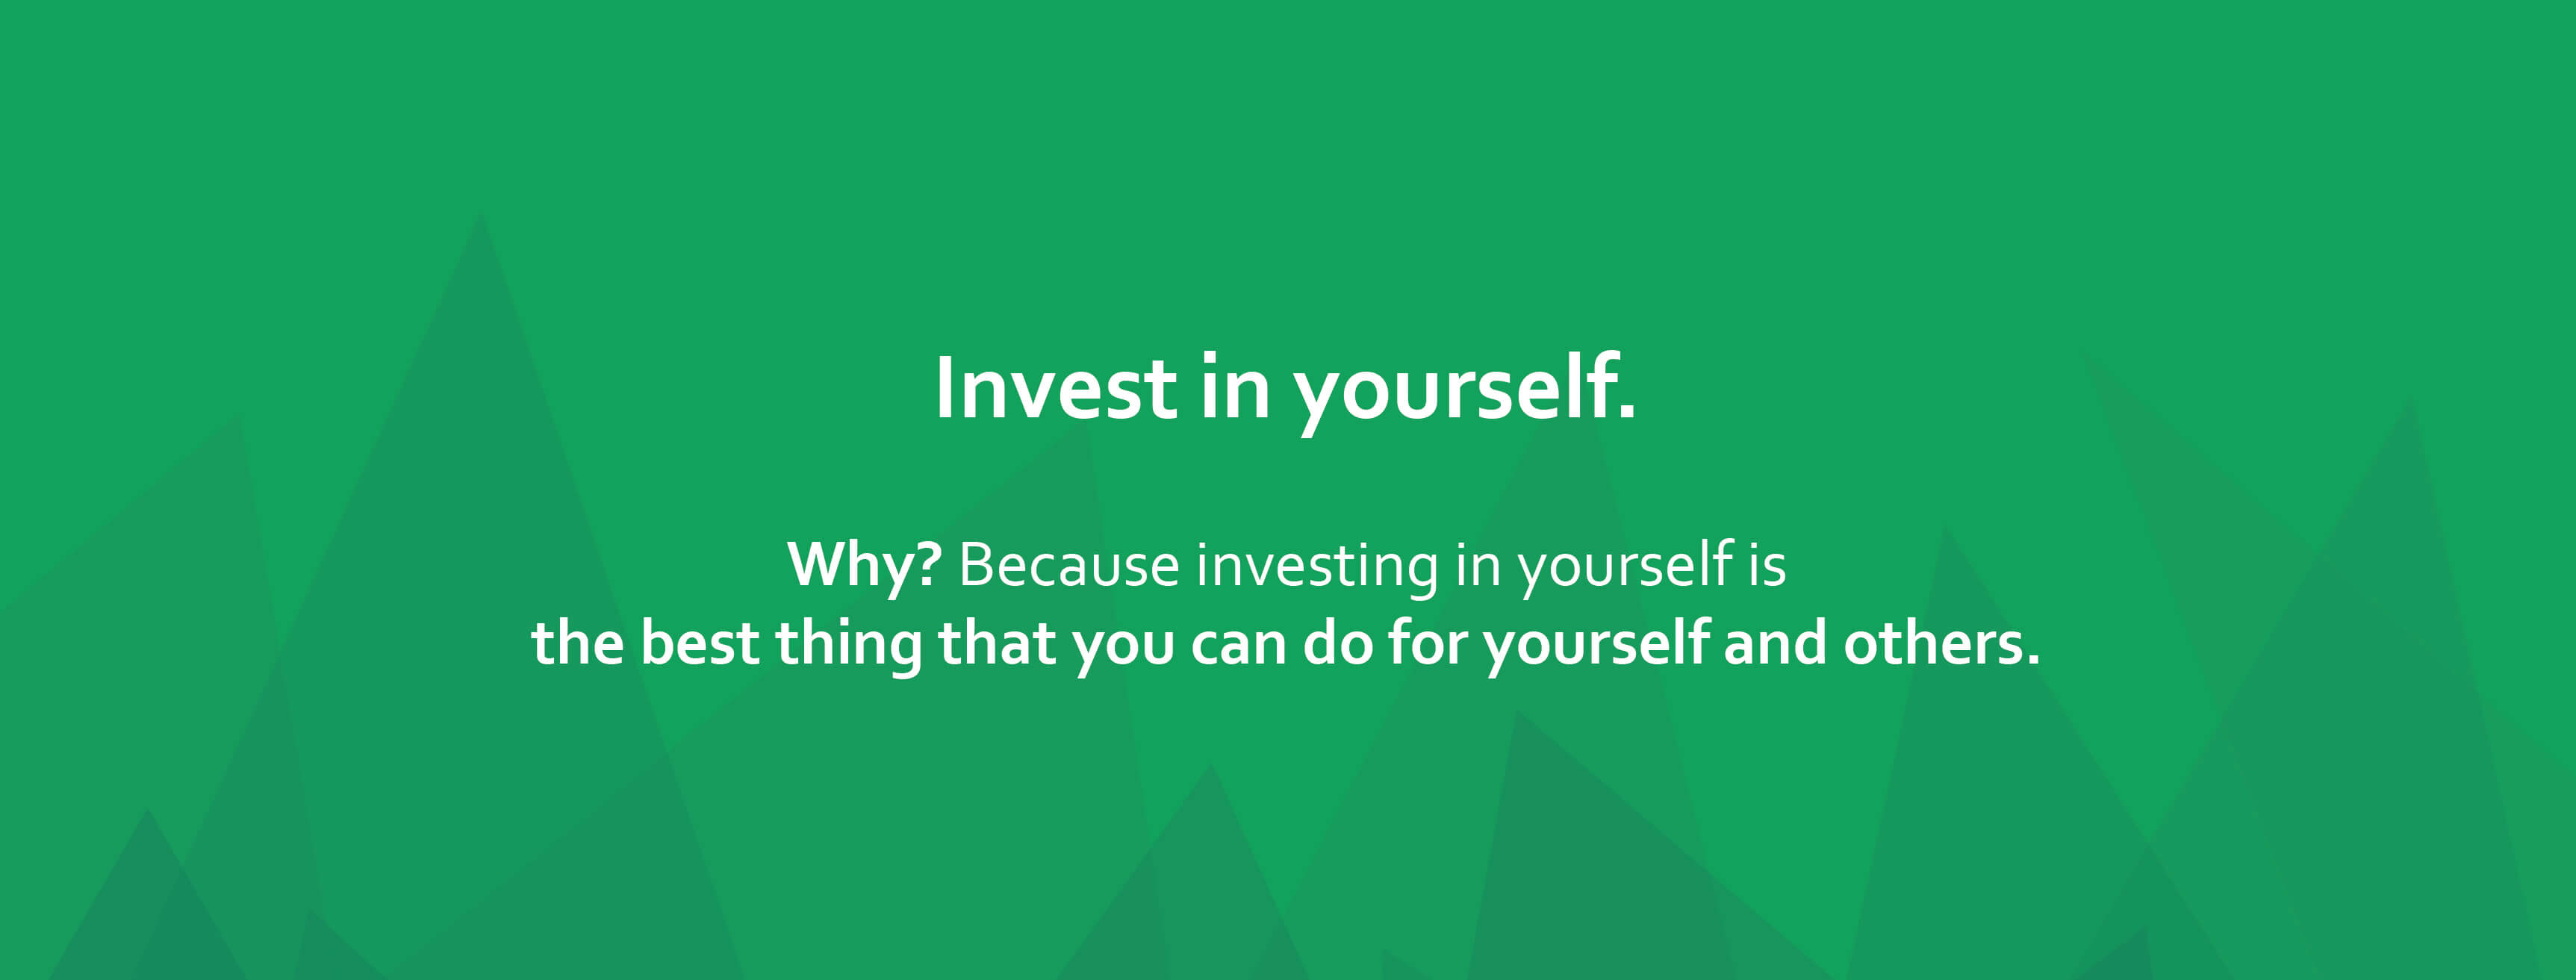 Invest in yourself.
Why? Because investing in yourself is
the best thing that you can do for yourself and others.